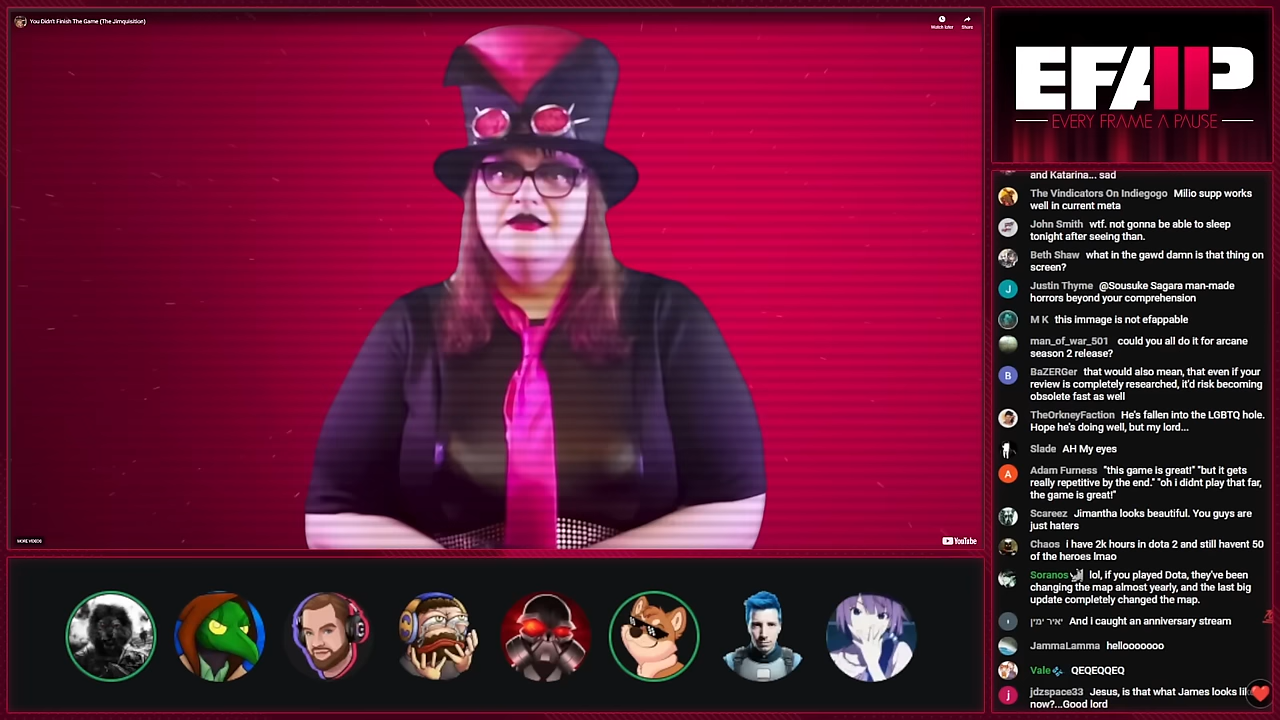 You Didn't Finish The Game (The Jimquisition)
Watch later
Share
MORE VIDEOS
YouTube
EFAP
EVERY FRAME A PAUSE
and Katarina... sad
The Vindicators On Indiegogo Milio supp works
well in current meta
John Smith wtf. not gonna be able to sleep
tonight after seeing than.
Beth Shaw what in the gawd damn is that thing on
screen?
J
Justin Thyme @Sousuke Sagara man-made
horrors beyond your comprehension
M K this immage is not efappable
man_of_war_501 could you all do it for arcane
season 2 release?
B
BaZERGer that would also mean, that even if your
review is completely researched, it'd risk becoming
obsolete fast as well
TheOrkneyFaction He's fallen into the LGBTQ hole.
Hope he's doing well, but my lord...
Slade AH My eyes
A
Adam Furness "this game is great!" "but it gets
really repetitive by the end." "oh i didnt play that far,
the game is great!"
Scareez Jimantha looks beautiful. You guys are
just haters
Chaos i have 2k hours in dota 2 and still havent 50
of the heroes lmao
Soranos lol, if you played Dota, they've been
changing the map almost yearly, and the last big
update completely changed the map.
יאיר ימין And I caught an anniversary stream
JammaLamma hellooooooo
Vale QEQEQQEQ
j
jdzspace33 Jesus, is that what James looks
now?...Good lord